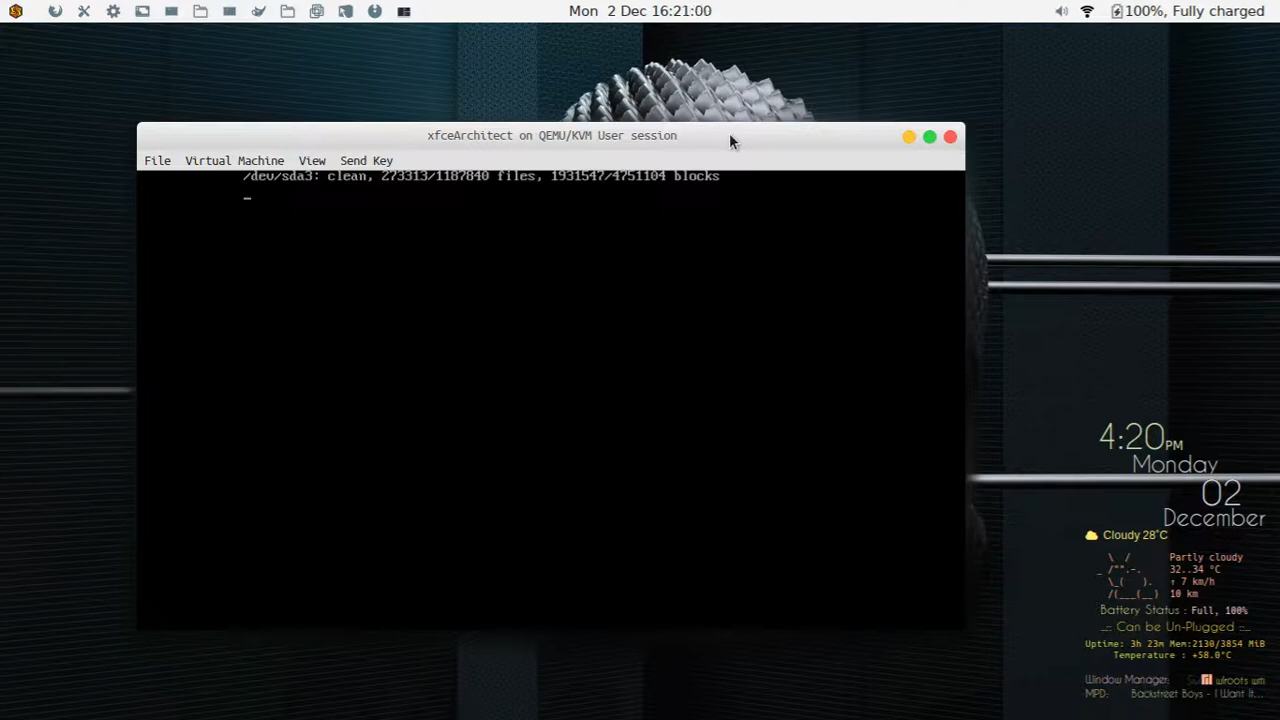 Mon 2 Dec 16:21:00
100%, Fully charged
xfceArchitect on QEMU/KVM User session
File Virtual Machine View Send Key
/dev/sda3: clean, 273313/1187840 files, 1931547/4751104 blocks
4:20PM
Monday
02
December
Cloudy 28°C
Partly cloudy
32..34 °C
↑ 7 km/h
10 km
Battery Status : Full, 100%
..:: Can be Un-Plugged ::..
Uptime: 3h 23m Mem:2130/3854 MiB
Temperature : +58.0°C
Window Manager: wlroots wm
MPD: Backstreet Boys - I Want It...